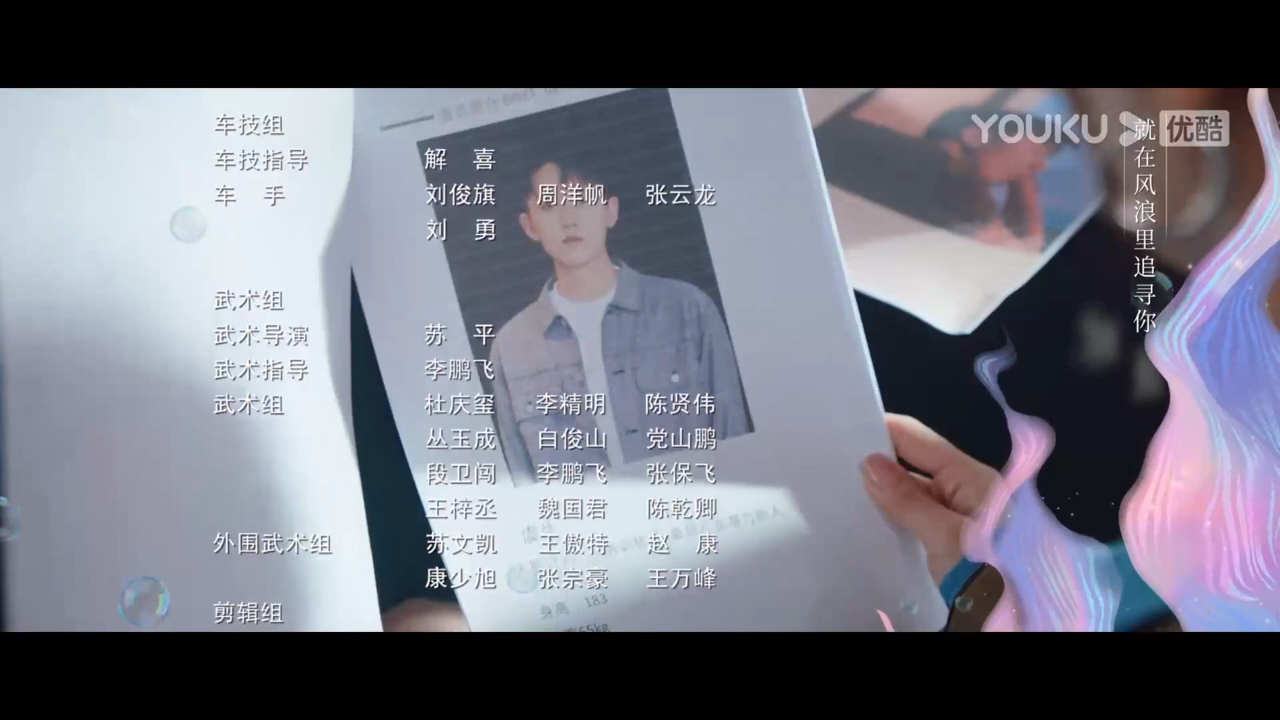 YOUKU 优酷
就在风浪里追寻你
车技组
车技指导 解 喜
车 手 刘俊旗 周洋帆 张云龙
刘 勇
武术组
武术导演 苏 平
武术指导 李鹏飞
武术组 杜庆玺 李精明 陈贤伟
丛玉成 白俊山 党山鹏
段卫闯 李鹏飞 张保飞
王梓丞 魏国君 陈乾卿
外围武术组 苏文凯 王傲特 赵 康
康少旭 张宗豪 王万峰
剪辑组
身高 183
65kg